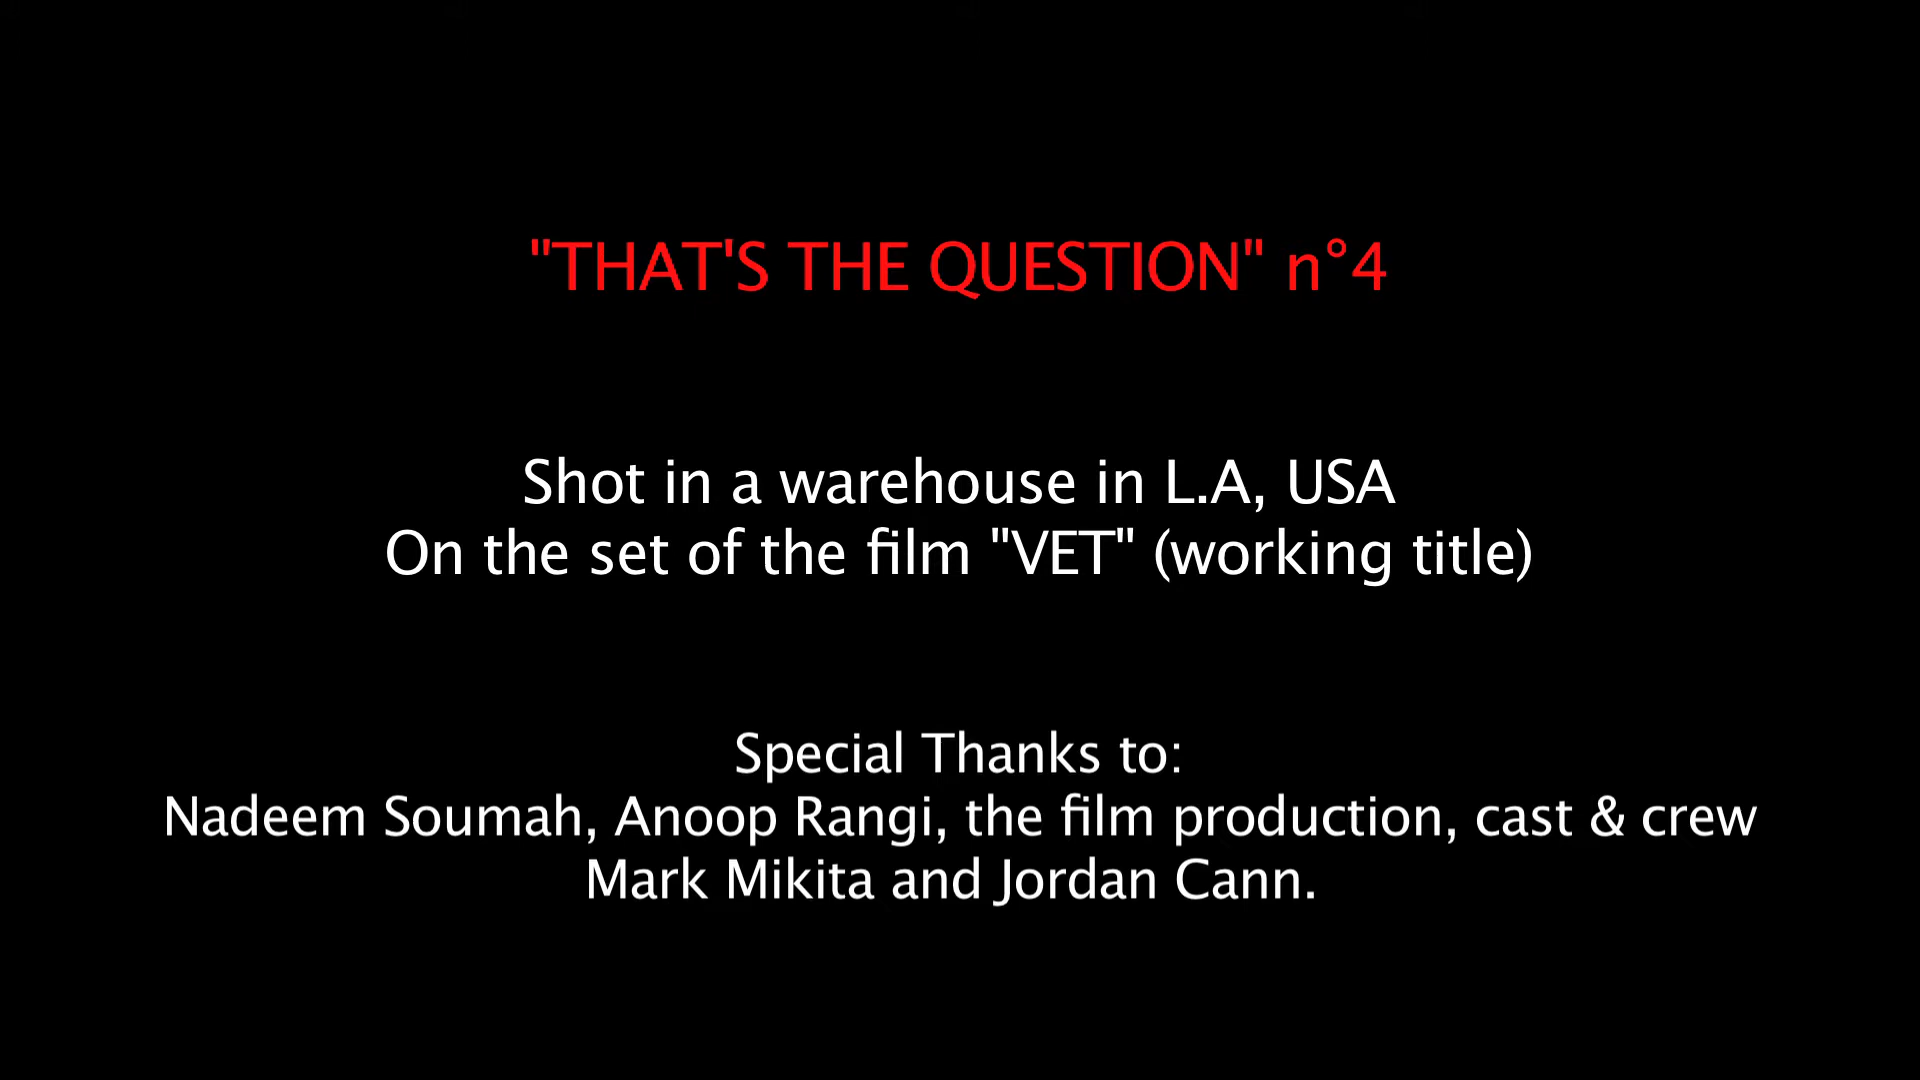 "THAT'S THE QUESTION" n°4
Shot in a warehouse in L.A, USA
On the set of the film "VET" (working title)
Special Thanks to:
Nadeem Soumah, Anoop Rangi, the film production, cast & crew
Mark Mikita and Jordan Cann.